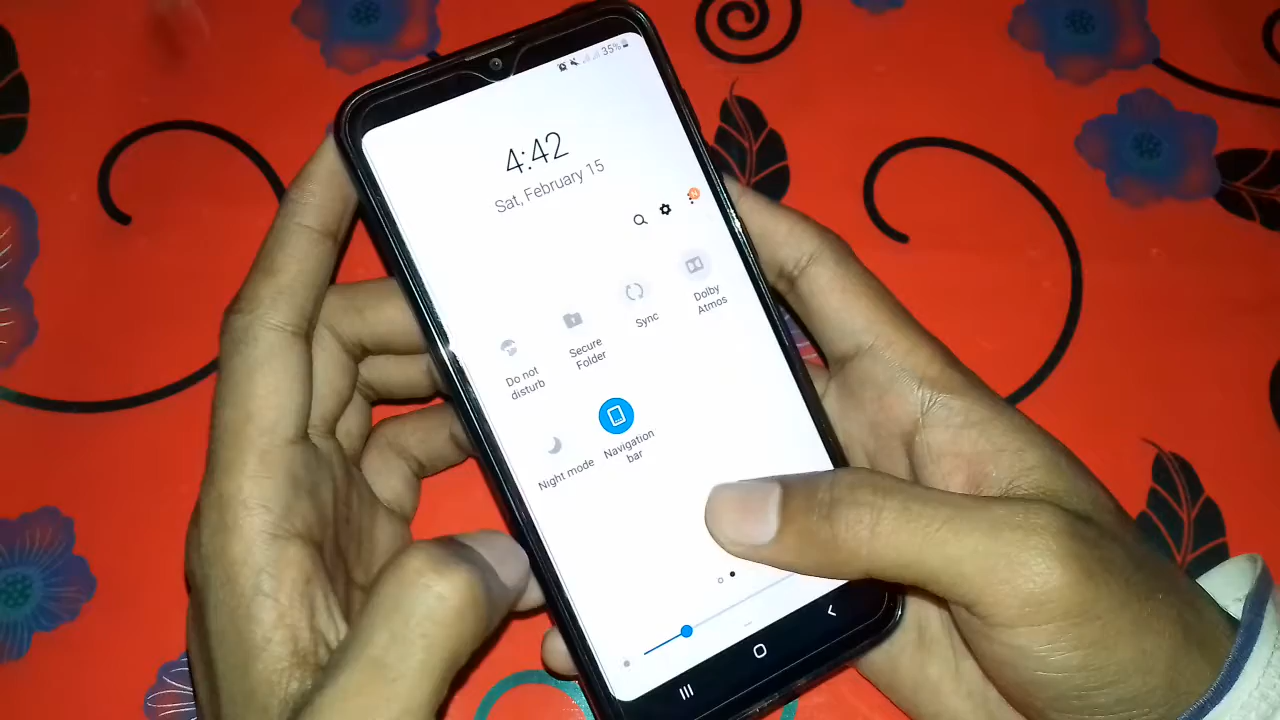 35%
4:42
Sat, February 15
N
Do not
disturb
Secure
Folder
Sync
Dolby
Atmos
Night mode
Navigation
bar